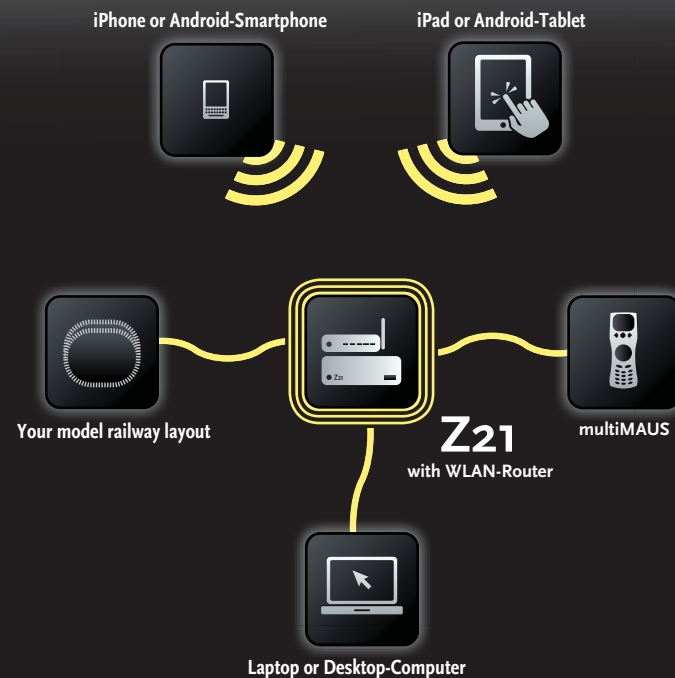 iPhone or Android-Smartphone
iPad or Android-Tablet
Z21
Your model railway layout
Z21
with WLAN-Router
multiMAUS
Laptop or Desktop-Computer